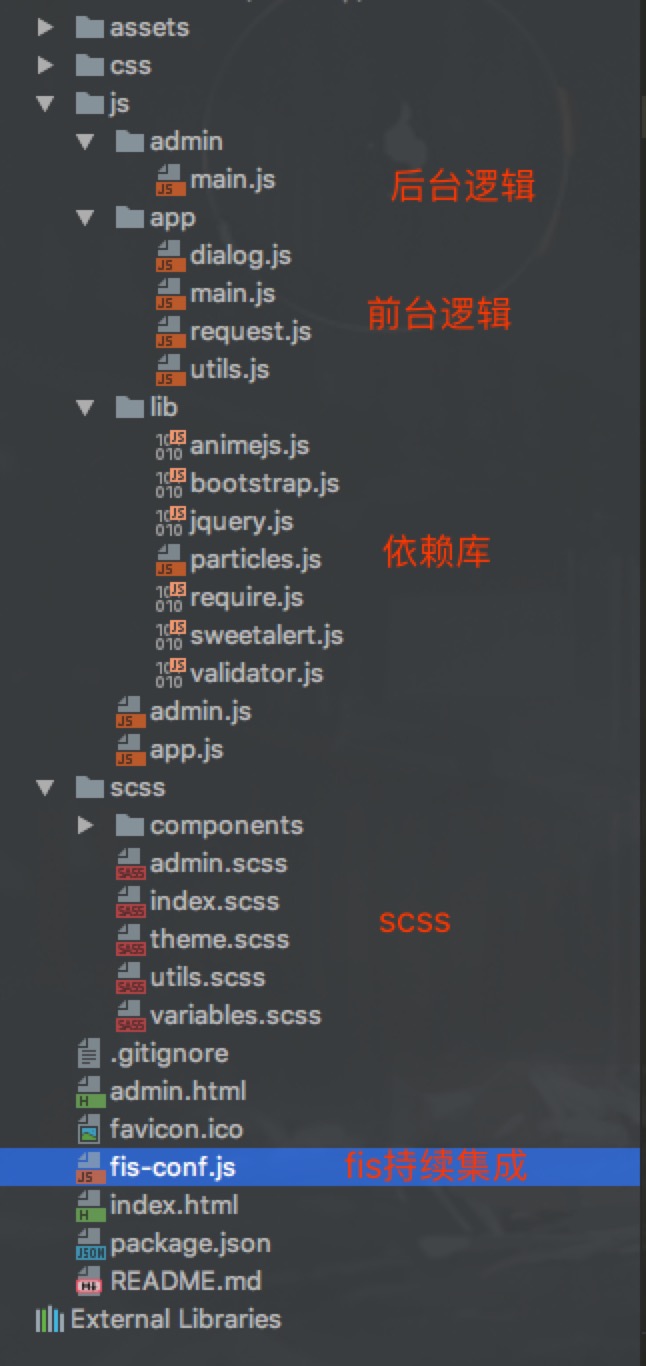 assets
css
js
admin
main.js
后台逻辑
app
dialog.js
main.js
前台逻辑
request.js
utils.js
lib
animejs.js
bootstrap.js
jquery.js
particles.js
依赖库
require.js
sweetalert.js
validator.js
admin.js
app.js
scss
components
admin.scss
index.scss
scss
theme.scss
utils.scss
variables.scss
.gitignore
admin.html
favicon.ico
fis-conf.js fis持续集成
index.html
package.json
README.md
External Libraries